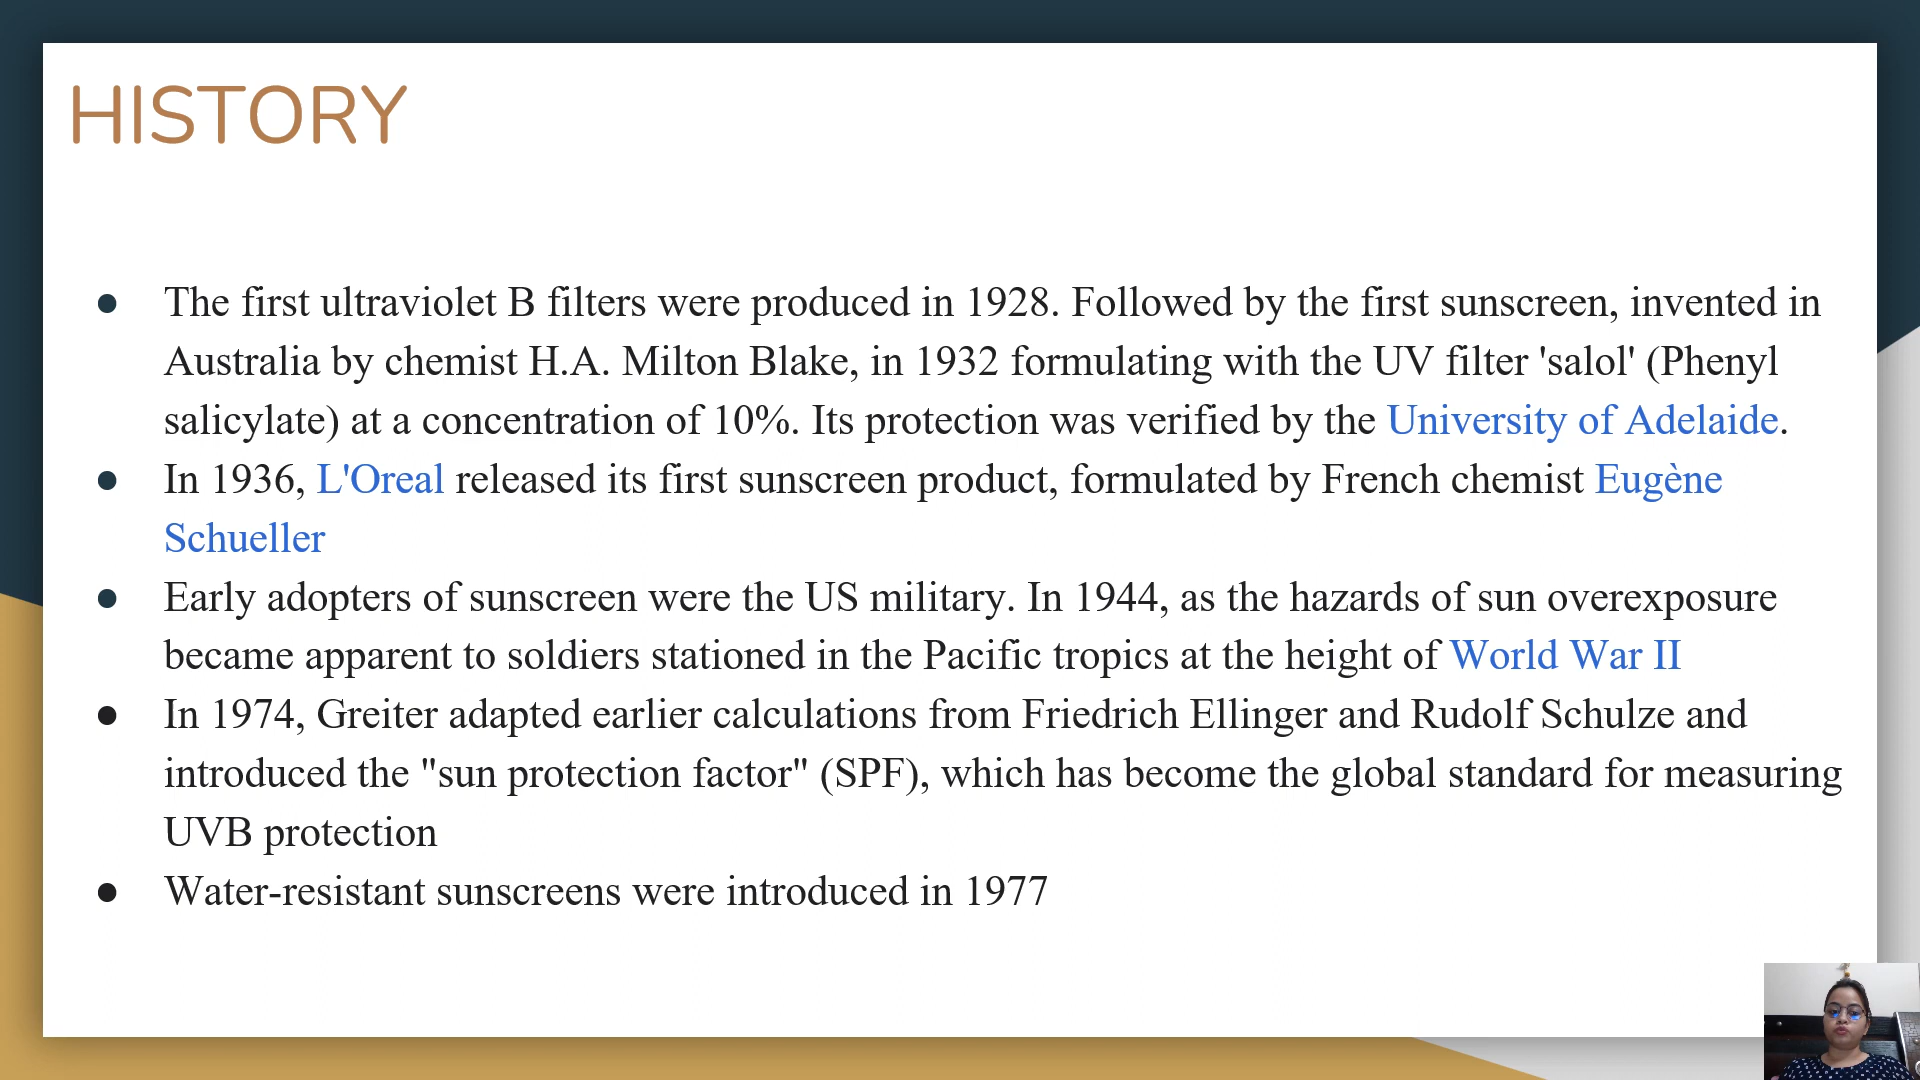 HISTORY
● The first ultraviolet B filters were produced in 1928. Followed by the first sunscreen, invented in
Australia by chemist H.A. Milton Blake, in 1932 formulating with the UV filter 'salol' (Phenyl
salicylate) at a concentration of 10%. Its protection was verified by the University of Adelaide.
● In 1936, L'Oreal released its first sunscreen product, formulated by French chemist Eugène
Schueller
● Early adopters of sunscreen were the US military. In 1944, as the hazards of sun overexposure
became apparent to soldiers stationed in the Pacific tropics at the height of World War II
● In 1974, Greiter adapted earlier calculations from Friedrich Ellinger and Rudolf Schulze and
introduced the "sun protection factor" (SPF), which has become the global standard for measuring
UVB protection
● Water-resistant sunscreens were introduced in 1977